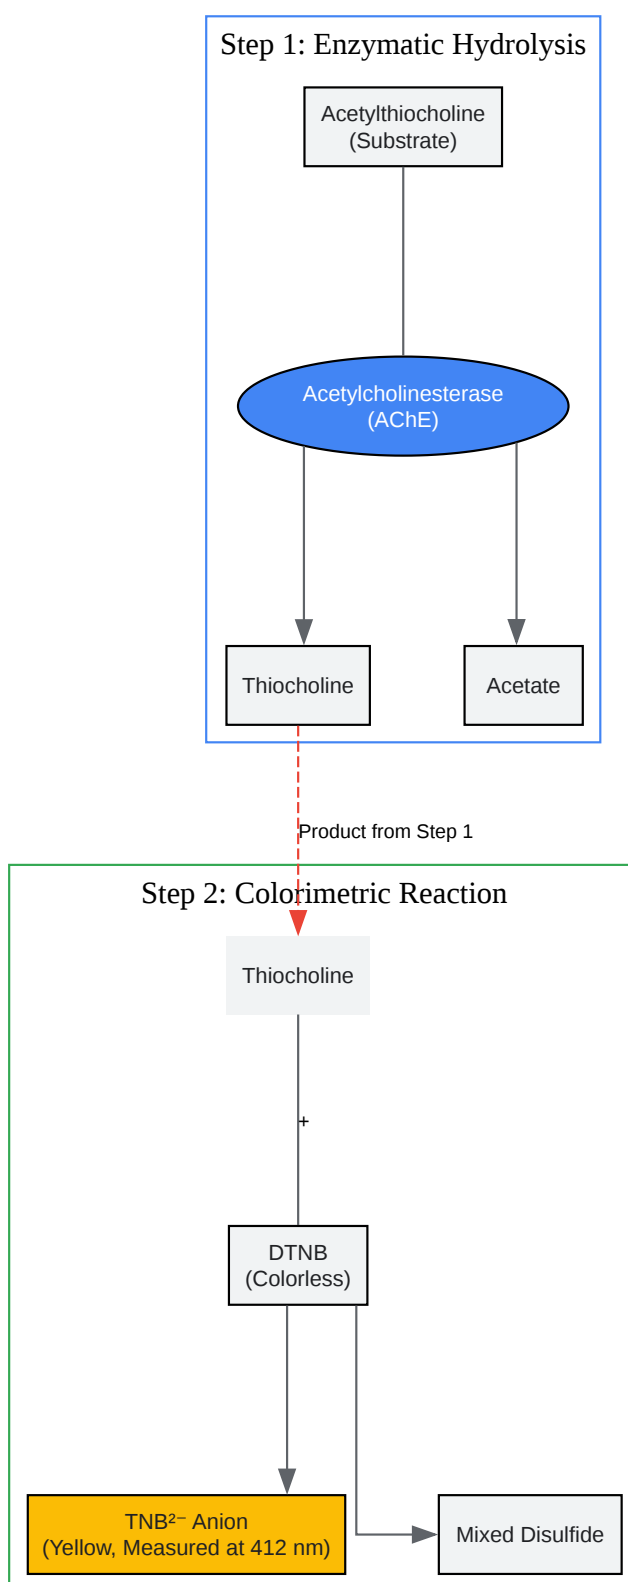 Step 1: Enzymatic Hydrolysis
Acetylthiocholine
(Substrate)
Acetylcholinesterase
(AChE)
Thiocholine
Acetate
Product from Step 1
Step 2: Colorimetric Reaction
Thiocholine
+
DTNB
(Colorless)
TNB²⁻ Anion
(Yellow, Measured at 412 nm)
Mixed Disulfide